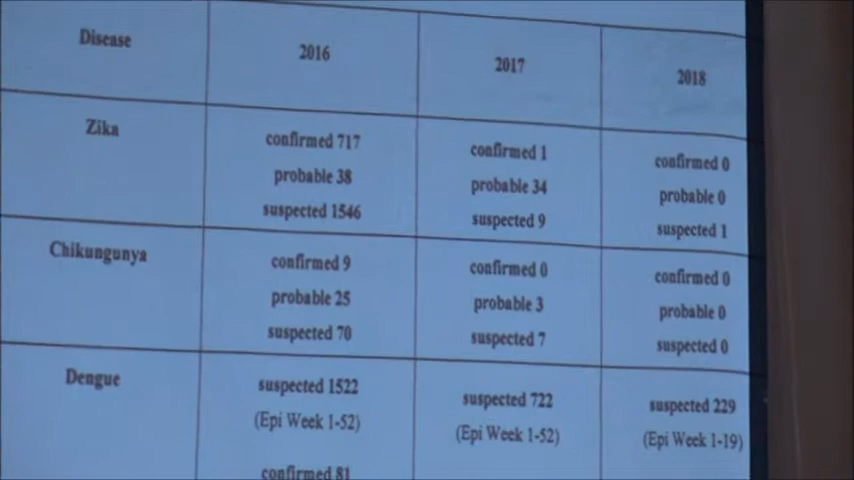 Disease 2016 2017 2018
Zika confirmed 717 confirmed 1 confirmed 0
probable 38 probable 34 probable 0
suspected 1546 suspected 9 suspected 1
Chikungunya confirmed 9 confirmed 0 confirmed 0
probable 25 probable 3 probable 0
suspected 70 suspected 7 suspected 0
Dengue suspected 1522 suspected 722 suspected 229
(Epi Week 1-52) (Epi Week 1-52) (Epi Week 1-19)
confirmed 81